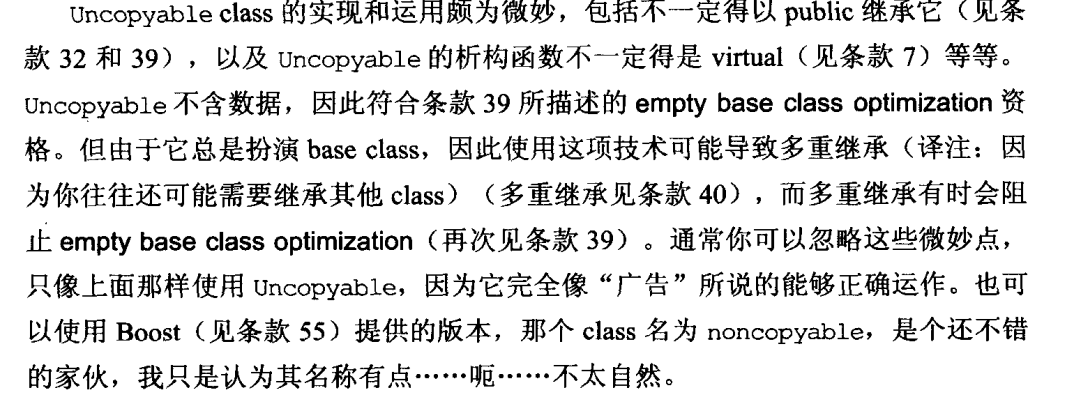 Uncopyable class 的实现和运用颇为微妙，包括不一定得以 public 继承它（见条
款 32 和 39），以及 Uncopyable 的析构函数不一定得是 virtual（见条款 7）等等。
Uncopyable 不含数据，因此符合条款 39 所描述的 empty base class optimization 资
格。但由于它总是扮演 base class，因此使用这项技术可能导致多重继承（译注：因
为你往往还可能需要继承其他 class）（多重继承见条款 40），而多重继承有时会阻
止 empty base class optimization（再次见条款 39）。通常你可以忽略这些微妙点，
只像上面那样使用 Uncopyable，因为它完全像“广告”所说的能够正确运作。也可
以使用 Boost（见条款 55）提供的版本，那个 class 名为 noncopyable，是个还不错
的家伙，我只是认为其名称有点……呃……不太自然。